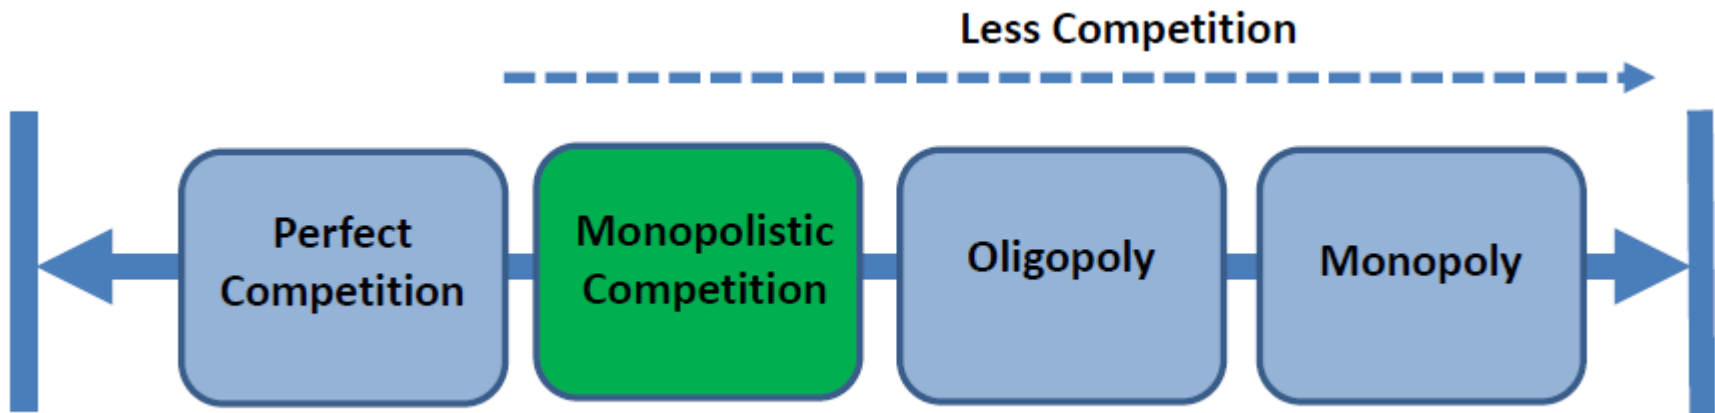 Less Competition
Perfect
Competition
Monopolistic
Competition
Oligopoly
Monopoly